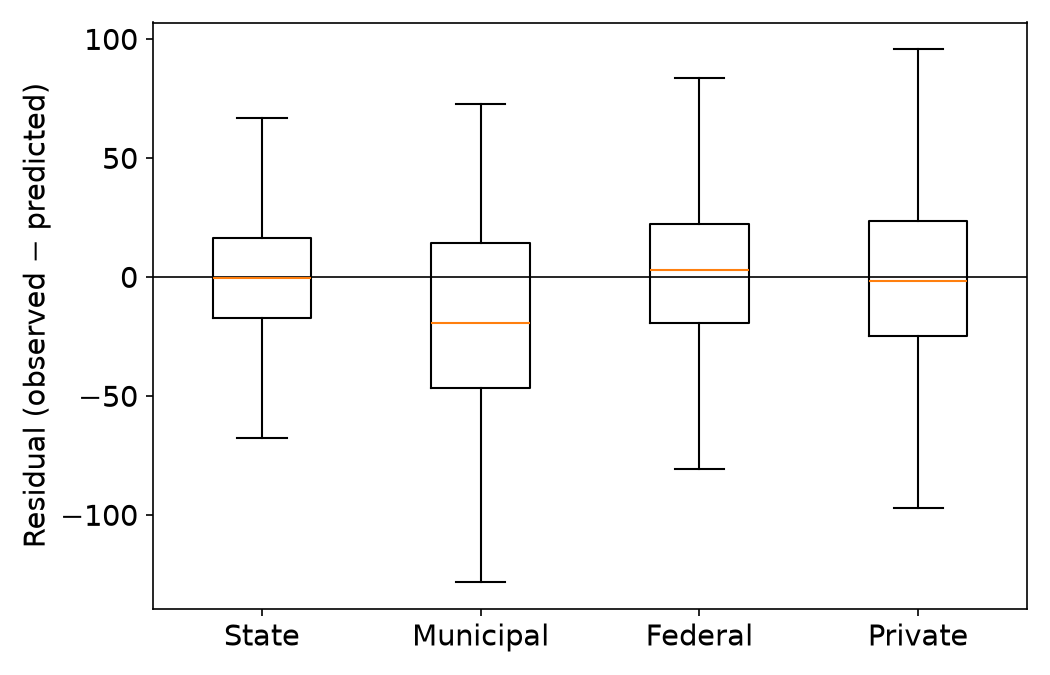 Residual (observed − predicted)
100
50
0
−50
−100
State
Municipal
Federal
Private